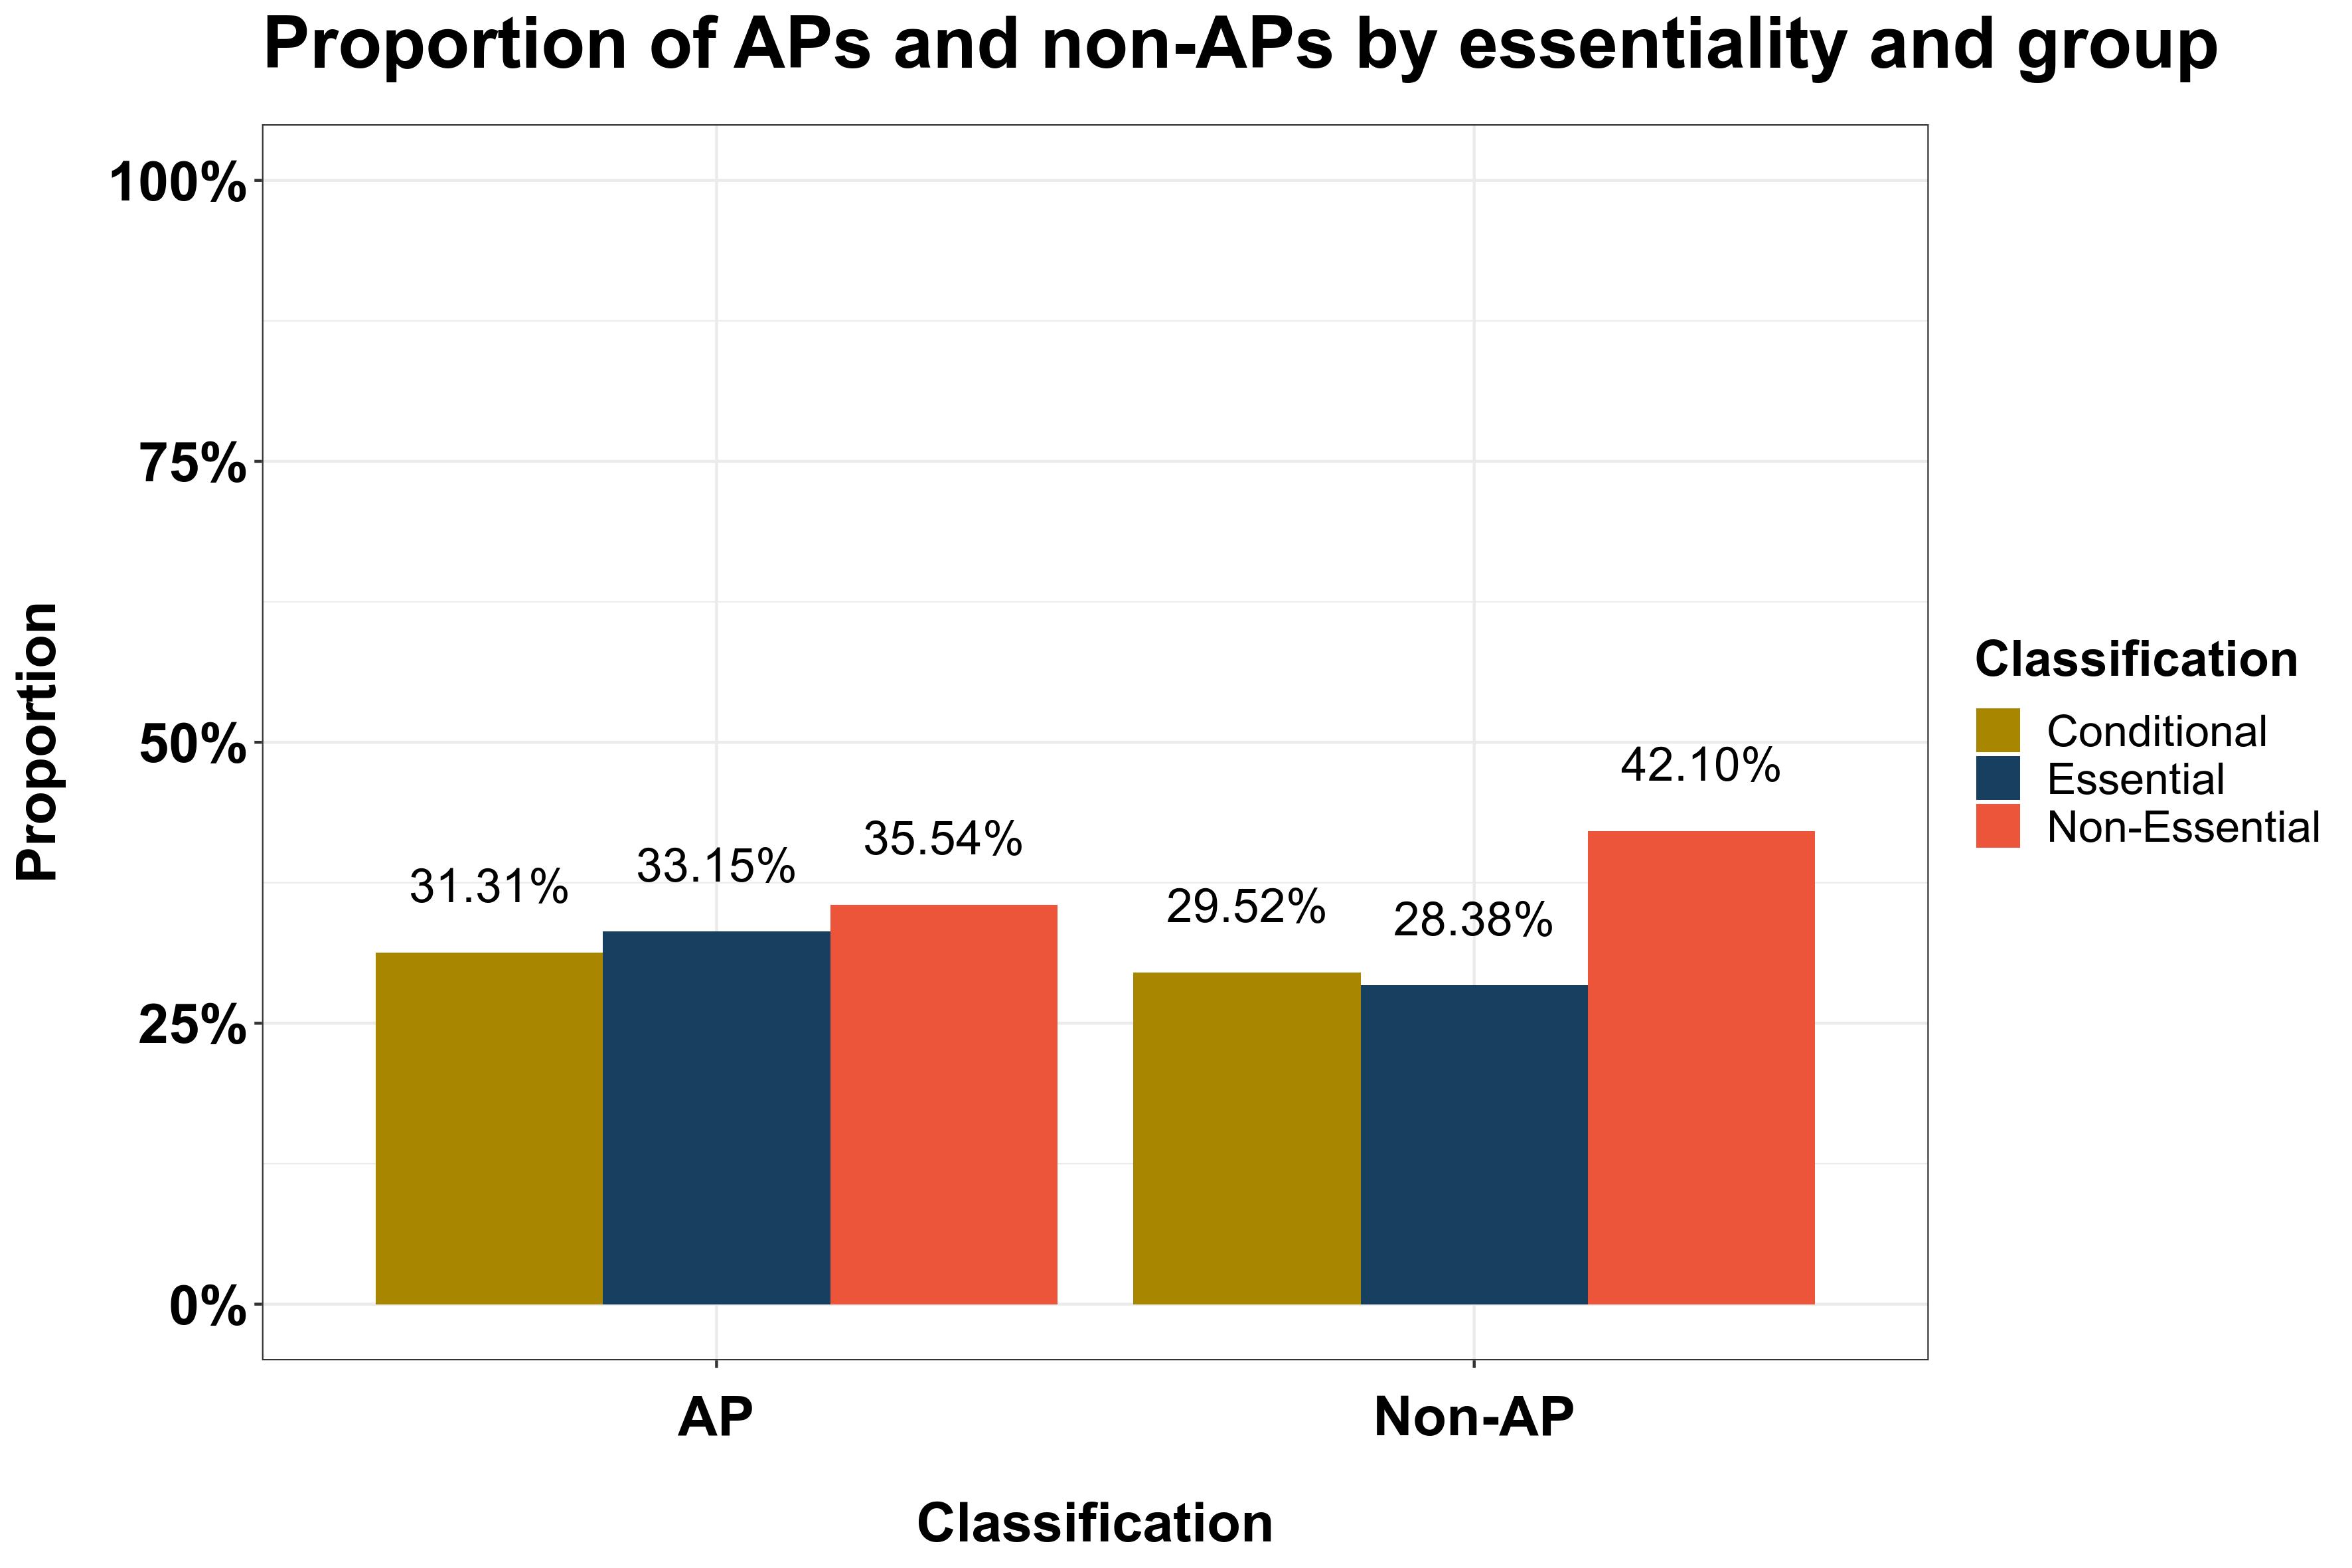 Proportion of APs and non-APs by essentiality and group
Proportion
100%
75%
50%
25%
0%
31.31%
33.15%
35.54%
29.52%
28.38%
42.10%
AP
Non-AP
Classification
Classification
Conditional
Essential
Non-Essential